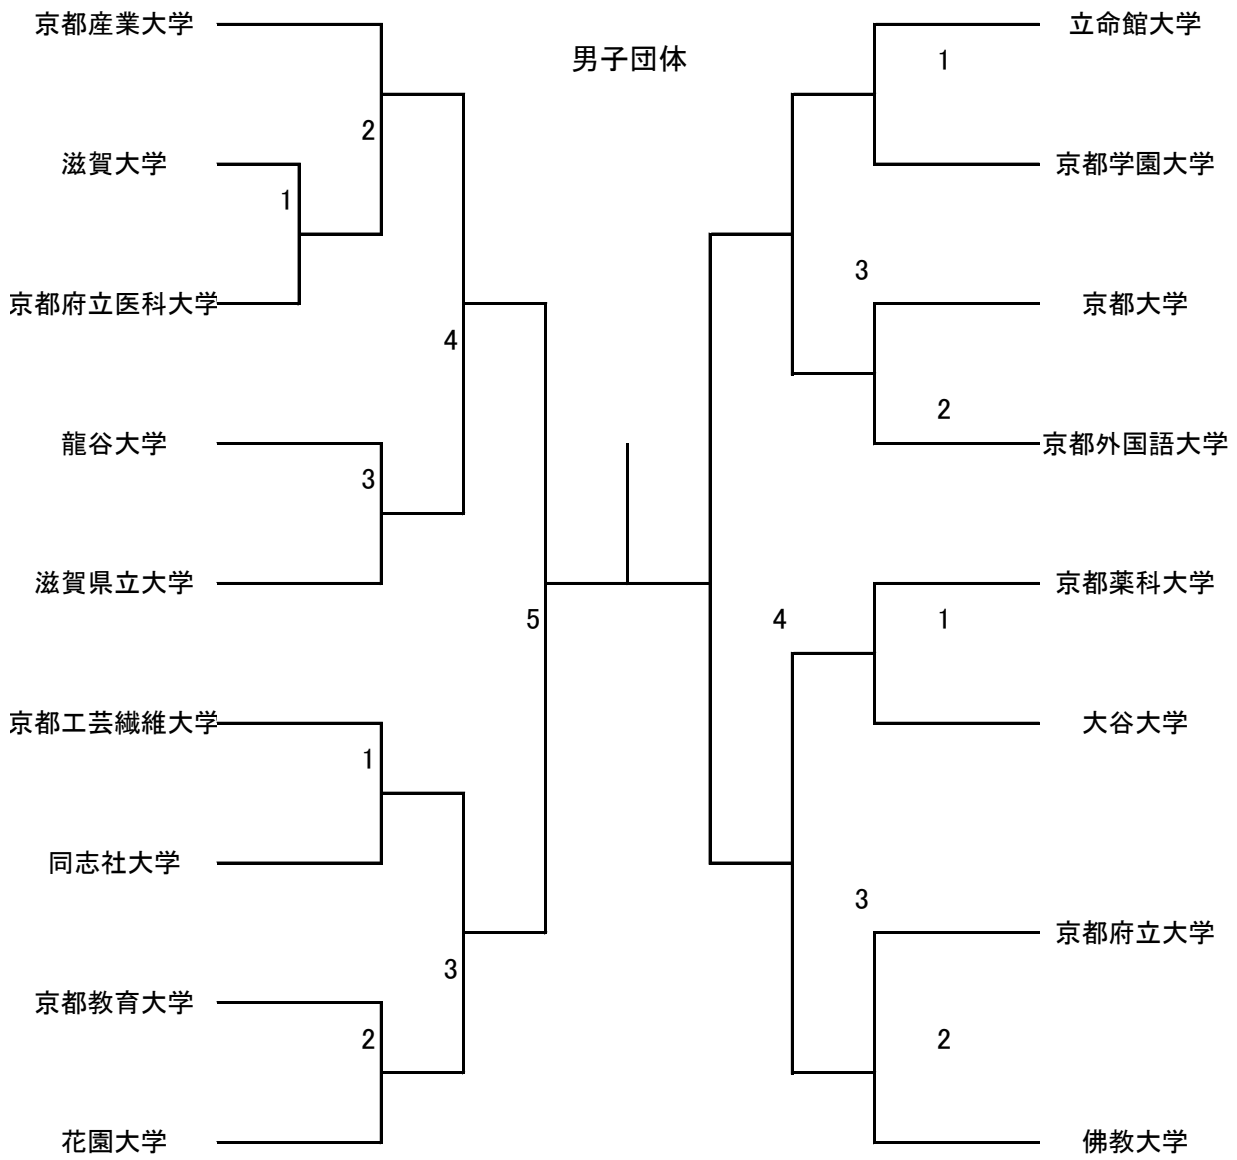 京都産業大学
立命館大学
男子団体
1
2
滋賀大学
京都学園大学
1
3
京都府立医科大学
京都大学
4
2
龍谷大学
京都外国語大学
3
滋賀県立大学
京都薬科大学
5
4
1
京都工芸繊維大学
大谷大学
1
同志社大学
3
京都府立大学
3
京都教育大学
2
2
花園大学
佛教大学